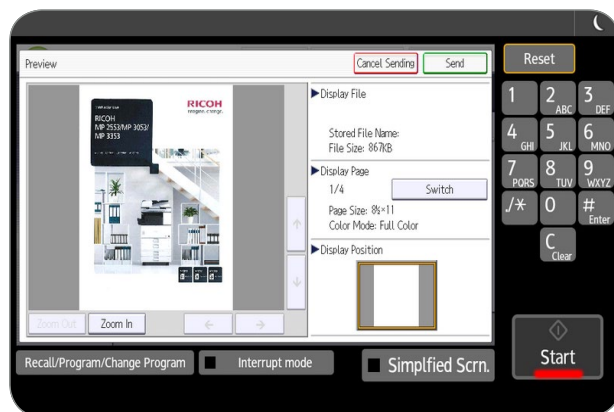 Preview
Cancel Sending
Send
Reset
RICOH
imagine. change.
RICOH
MP 2553/MP 3053/
MP 3353
Display File
Stored File Name:
File Size: 867KB
Display Page
1/4
Switch
Page Size: 8½×11
Color Mode: Full Color
Display Position
Zoom Out
Zoom In
1
2 ABC
3 DEF
4 GHI
5 JKL
6 MNO
7 PQRS
8 TUV
9 WXYZ
./*
0
# Enter
C Clear
Recall/Program/Change Program
Interrupt mode
Simplfied Scrn.
Start